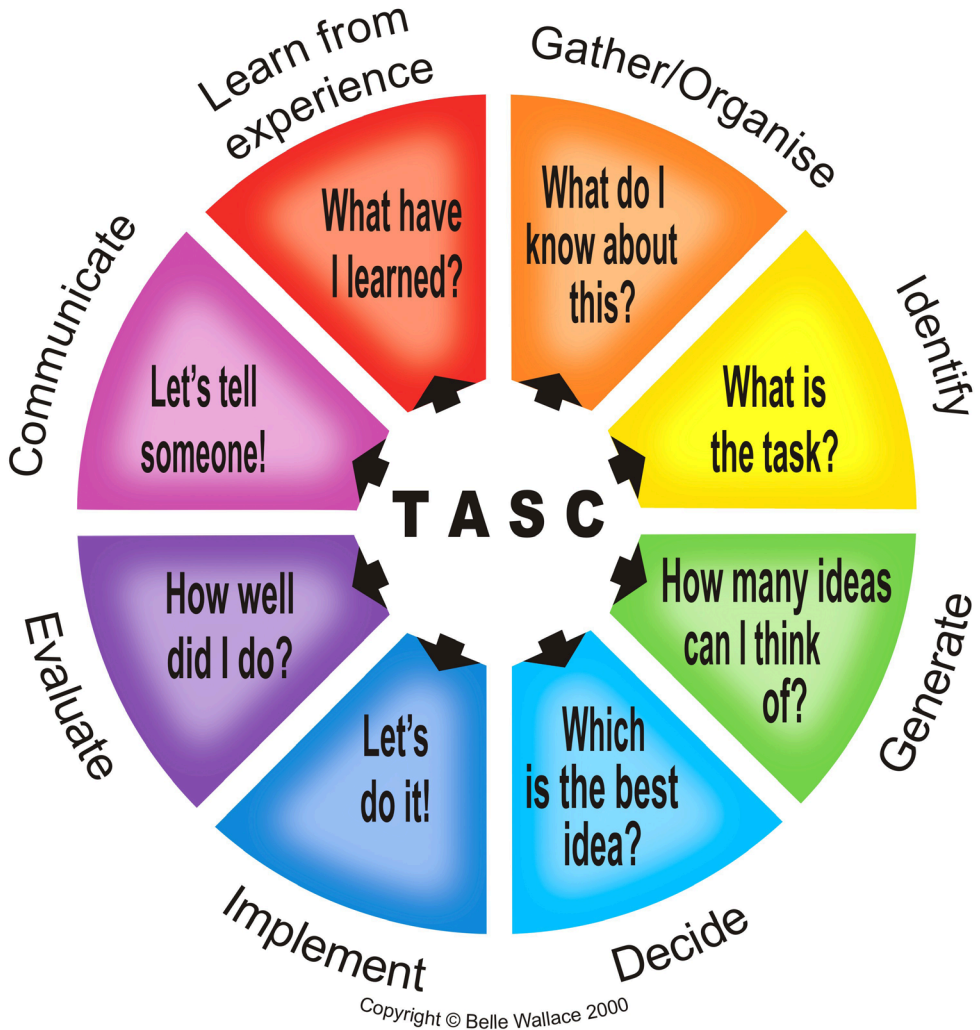 Gather/Organise
What do I
know about
this?
Identify
What is
the task?
Generate
How many ideas
can I think
of?
Decide
Which
is the best
idea?
Implement
Let's
do it!
Evaluate
How well
did I do?
Communicate
Let's tell
someone!
Learn from
experience
What have
I learned?
TASC
Copyright © Belle Wallace 2000